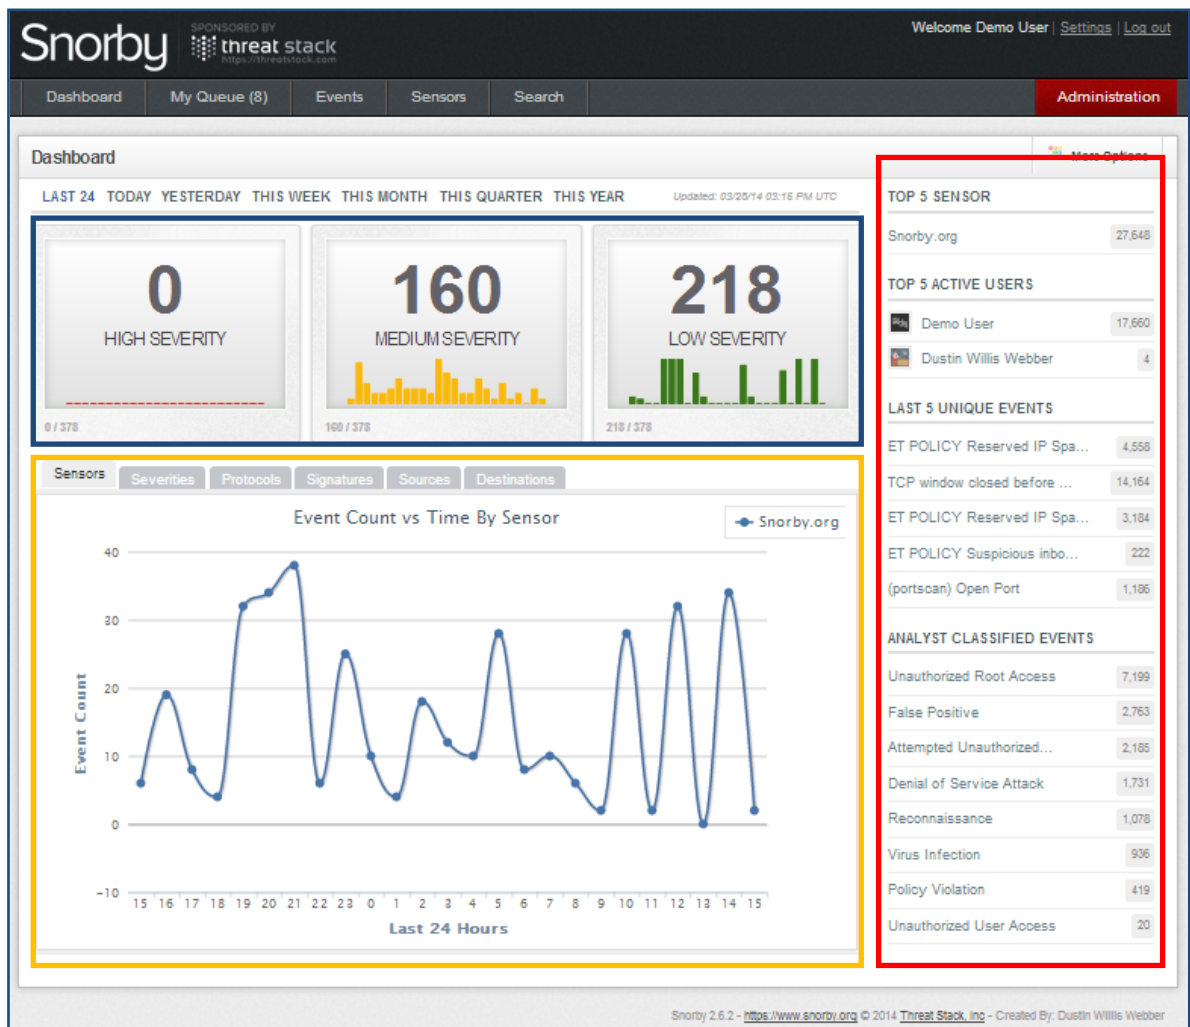 Snorby
SPONSORED BY
threat stack
https://threatstack.com
Welcome Demo User | Settings | Log out
Dashboard My Queue (8) Events Sensors Search Administration
Dashboard
More Options
LAST 24 TODAY YESTERDAY THIS WEEK THIS MONTH THIS QUARTER THIS YEAR
Updated: 03/28/14 03:15 PM UTC
0
HIGH SEVERITY
0 / 378
160
MEDIUM SEVERITY
160 / 378
218
LOW SEVERITY
218 / 378
Sensors Severities Protocols Signatures Sources Destinations
Event Count vs Time By Sensor
Snorby.org
Event Count
40
30
20
10
0
-10
15 16 17 18 19 20 21 22 23 0 1 2 3 4 5 6 7 8 9 10 11 12 13 14 15
Last 24 Hours
TOP 5 SENSOR
Snorby.org 27,648
TOP 5 ACTIVE USERS
Demo User 17,660
Dustin Willis Webber 4
LAST 5 UNIQUE EVENTS
ET POLICY Reserved IP Spa... 4,558
TCP window closed before ... 14,164
ET POLICY Reserved IP Spa... 3,184
ET POLICY Suspicious inbo... 222
(portscan) Open Port 1,186
ANALYST CLASSIFIED EVENTS
Unauthorized Root Access 7,199
False Positive 2,763
Attempted Unauthorized... 2,185
Denial of Service Attack 1,731
Reconnaissance 1,078
Virus Infection 936
Policy Violation 419
Unauthorized User Access 20
Snorby 2.6.2 - https://www.snorby.org © 2014 Threat Stack, Inc - Created By: Dustin Willis Webber